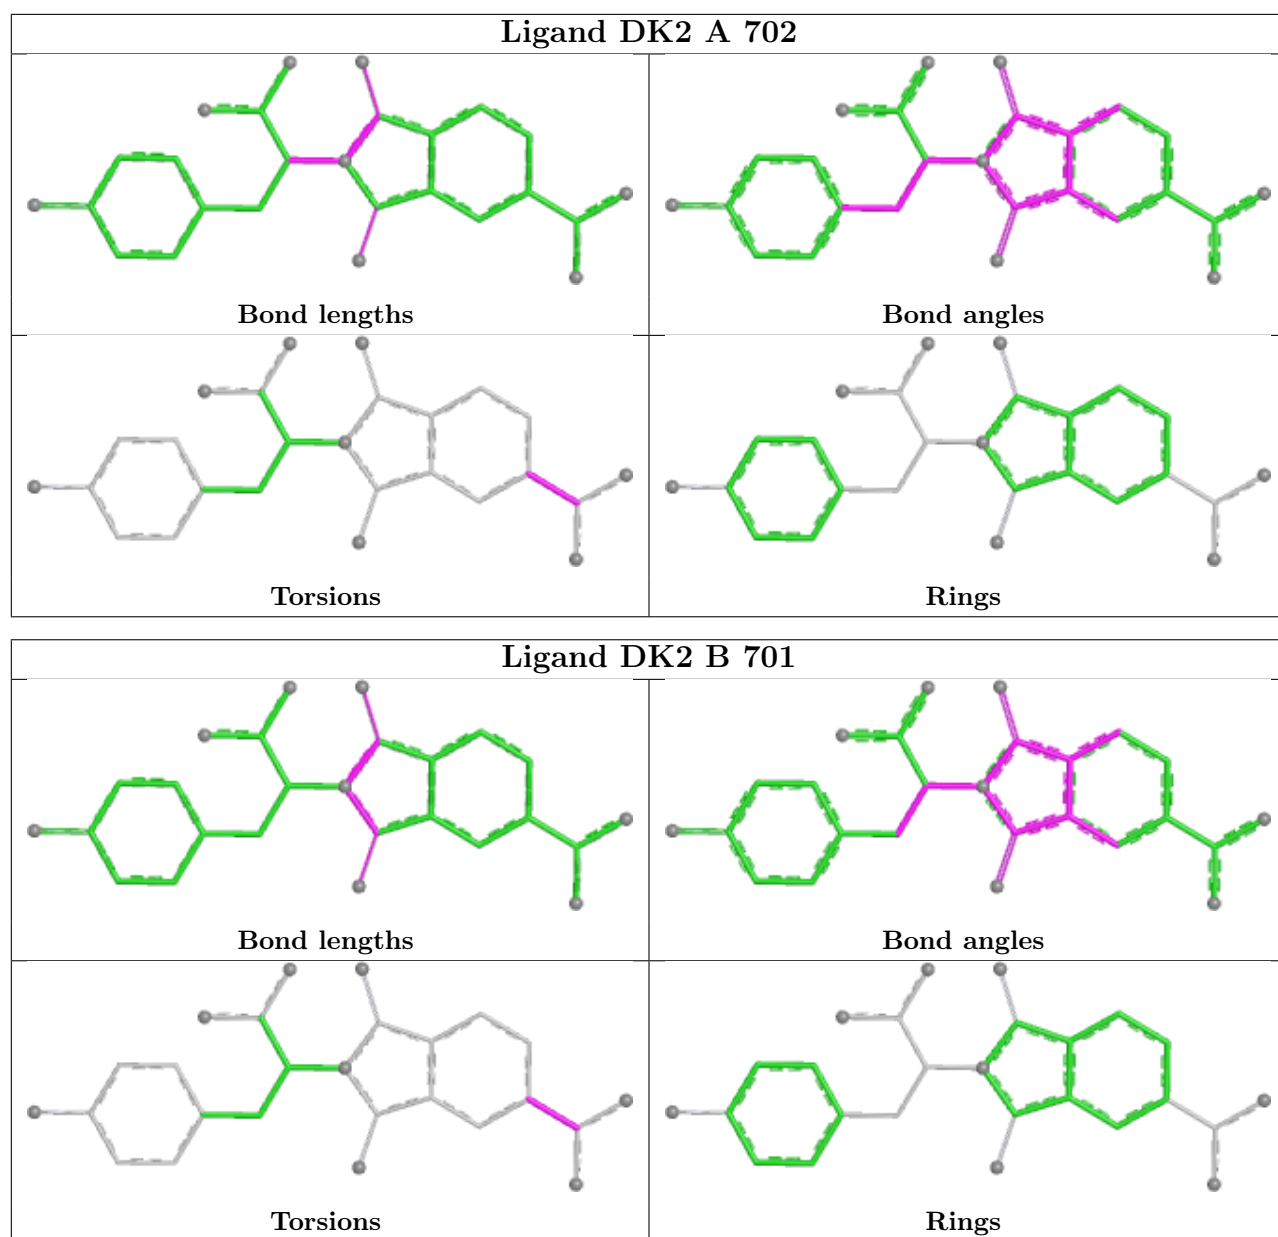 Ligand DK2 A 702
Bond lengths
Bond angles
Torsions
Rings
Ligand DK2 B 701
Bond lengths
Bond angles
Torsions
Rings